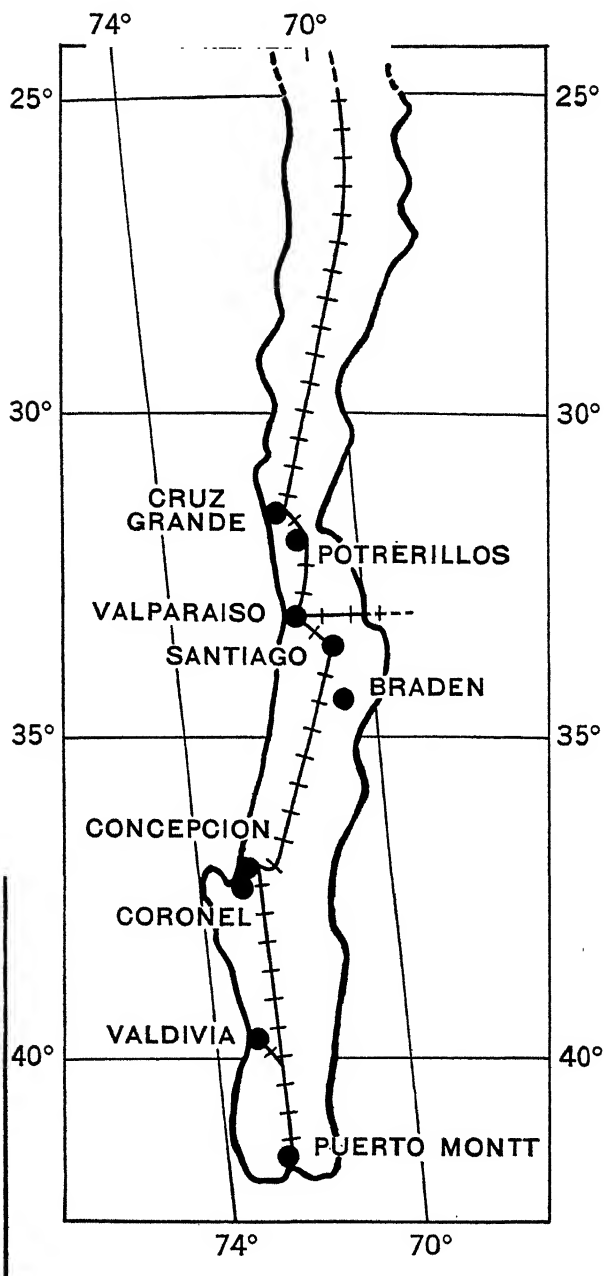 74° 70°
25° 25°
30° 30°
CRUZ
GRANDE
POTRERILLOS
VALPARAISO
SANTIAGO
BRADEN
35° 35°
CONCEPCION
CORONEL
VALDIVIA
40° 40°
PUERTO MONTT
74° 70°